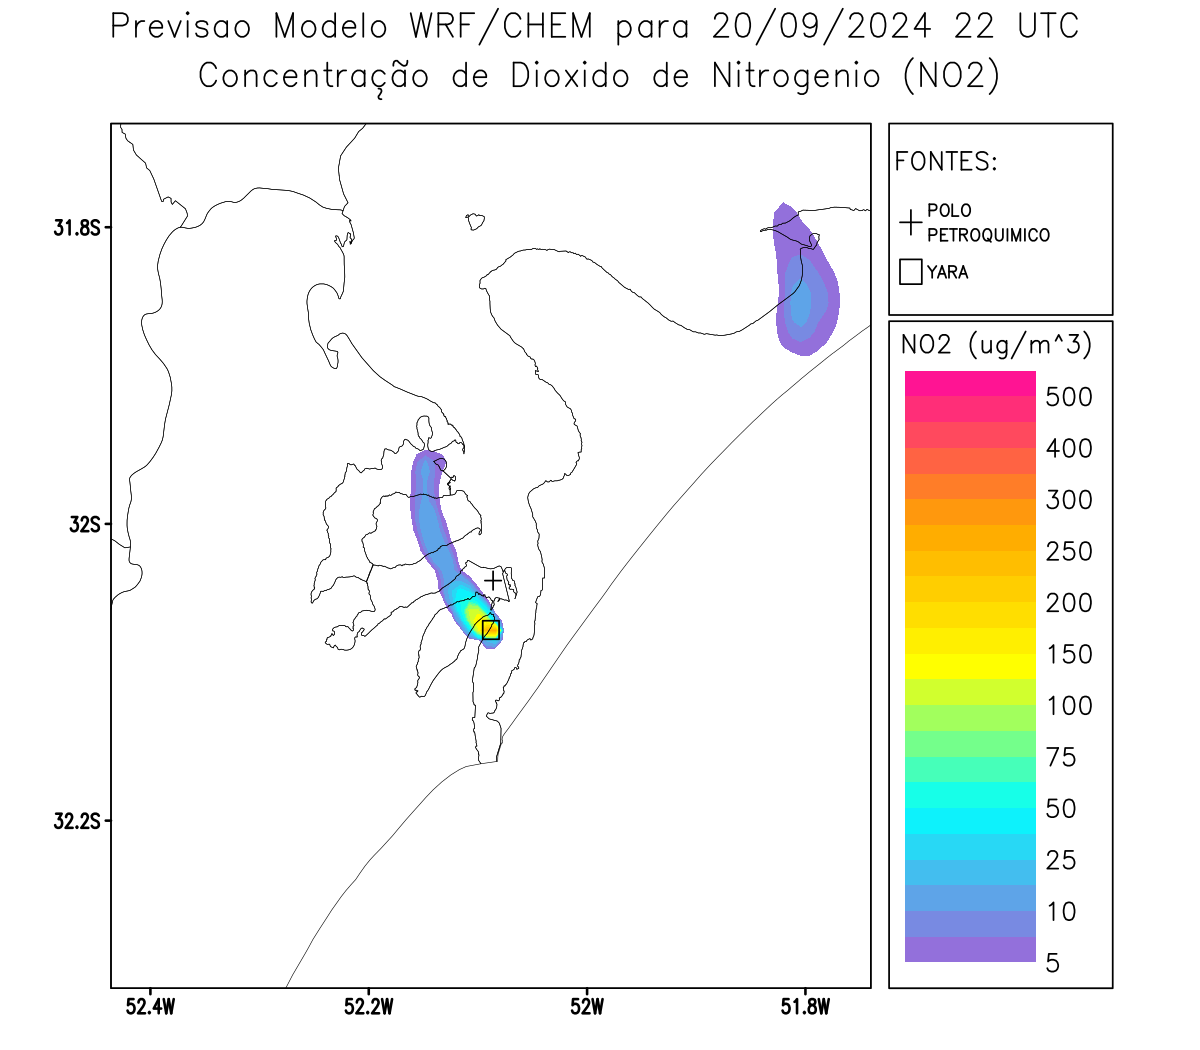 Previsao Modelo WRF/CHEM para 20/09/2024 22 UTC
Concentração de Dioxido de Nitrogenio (NO2)
FONTES:
POLO
PETROQUIMICO
YARA
NO2 (ug/m^3)
500
400
300
250
200
150
100
75
50
25
10
5
31.8S
32S
32.2S
52.4W
52.2W
52W
51.8W